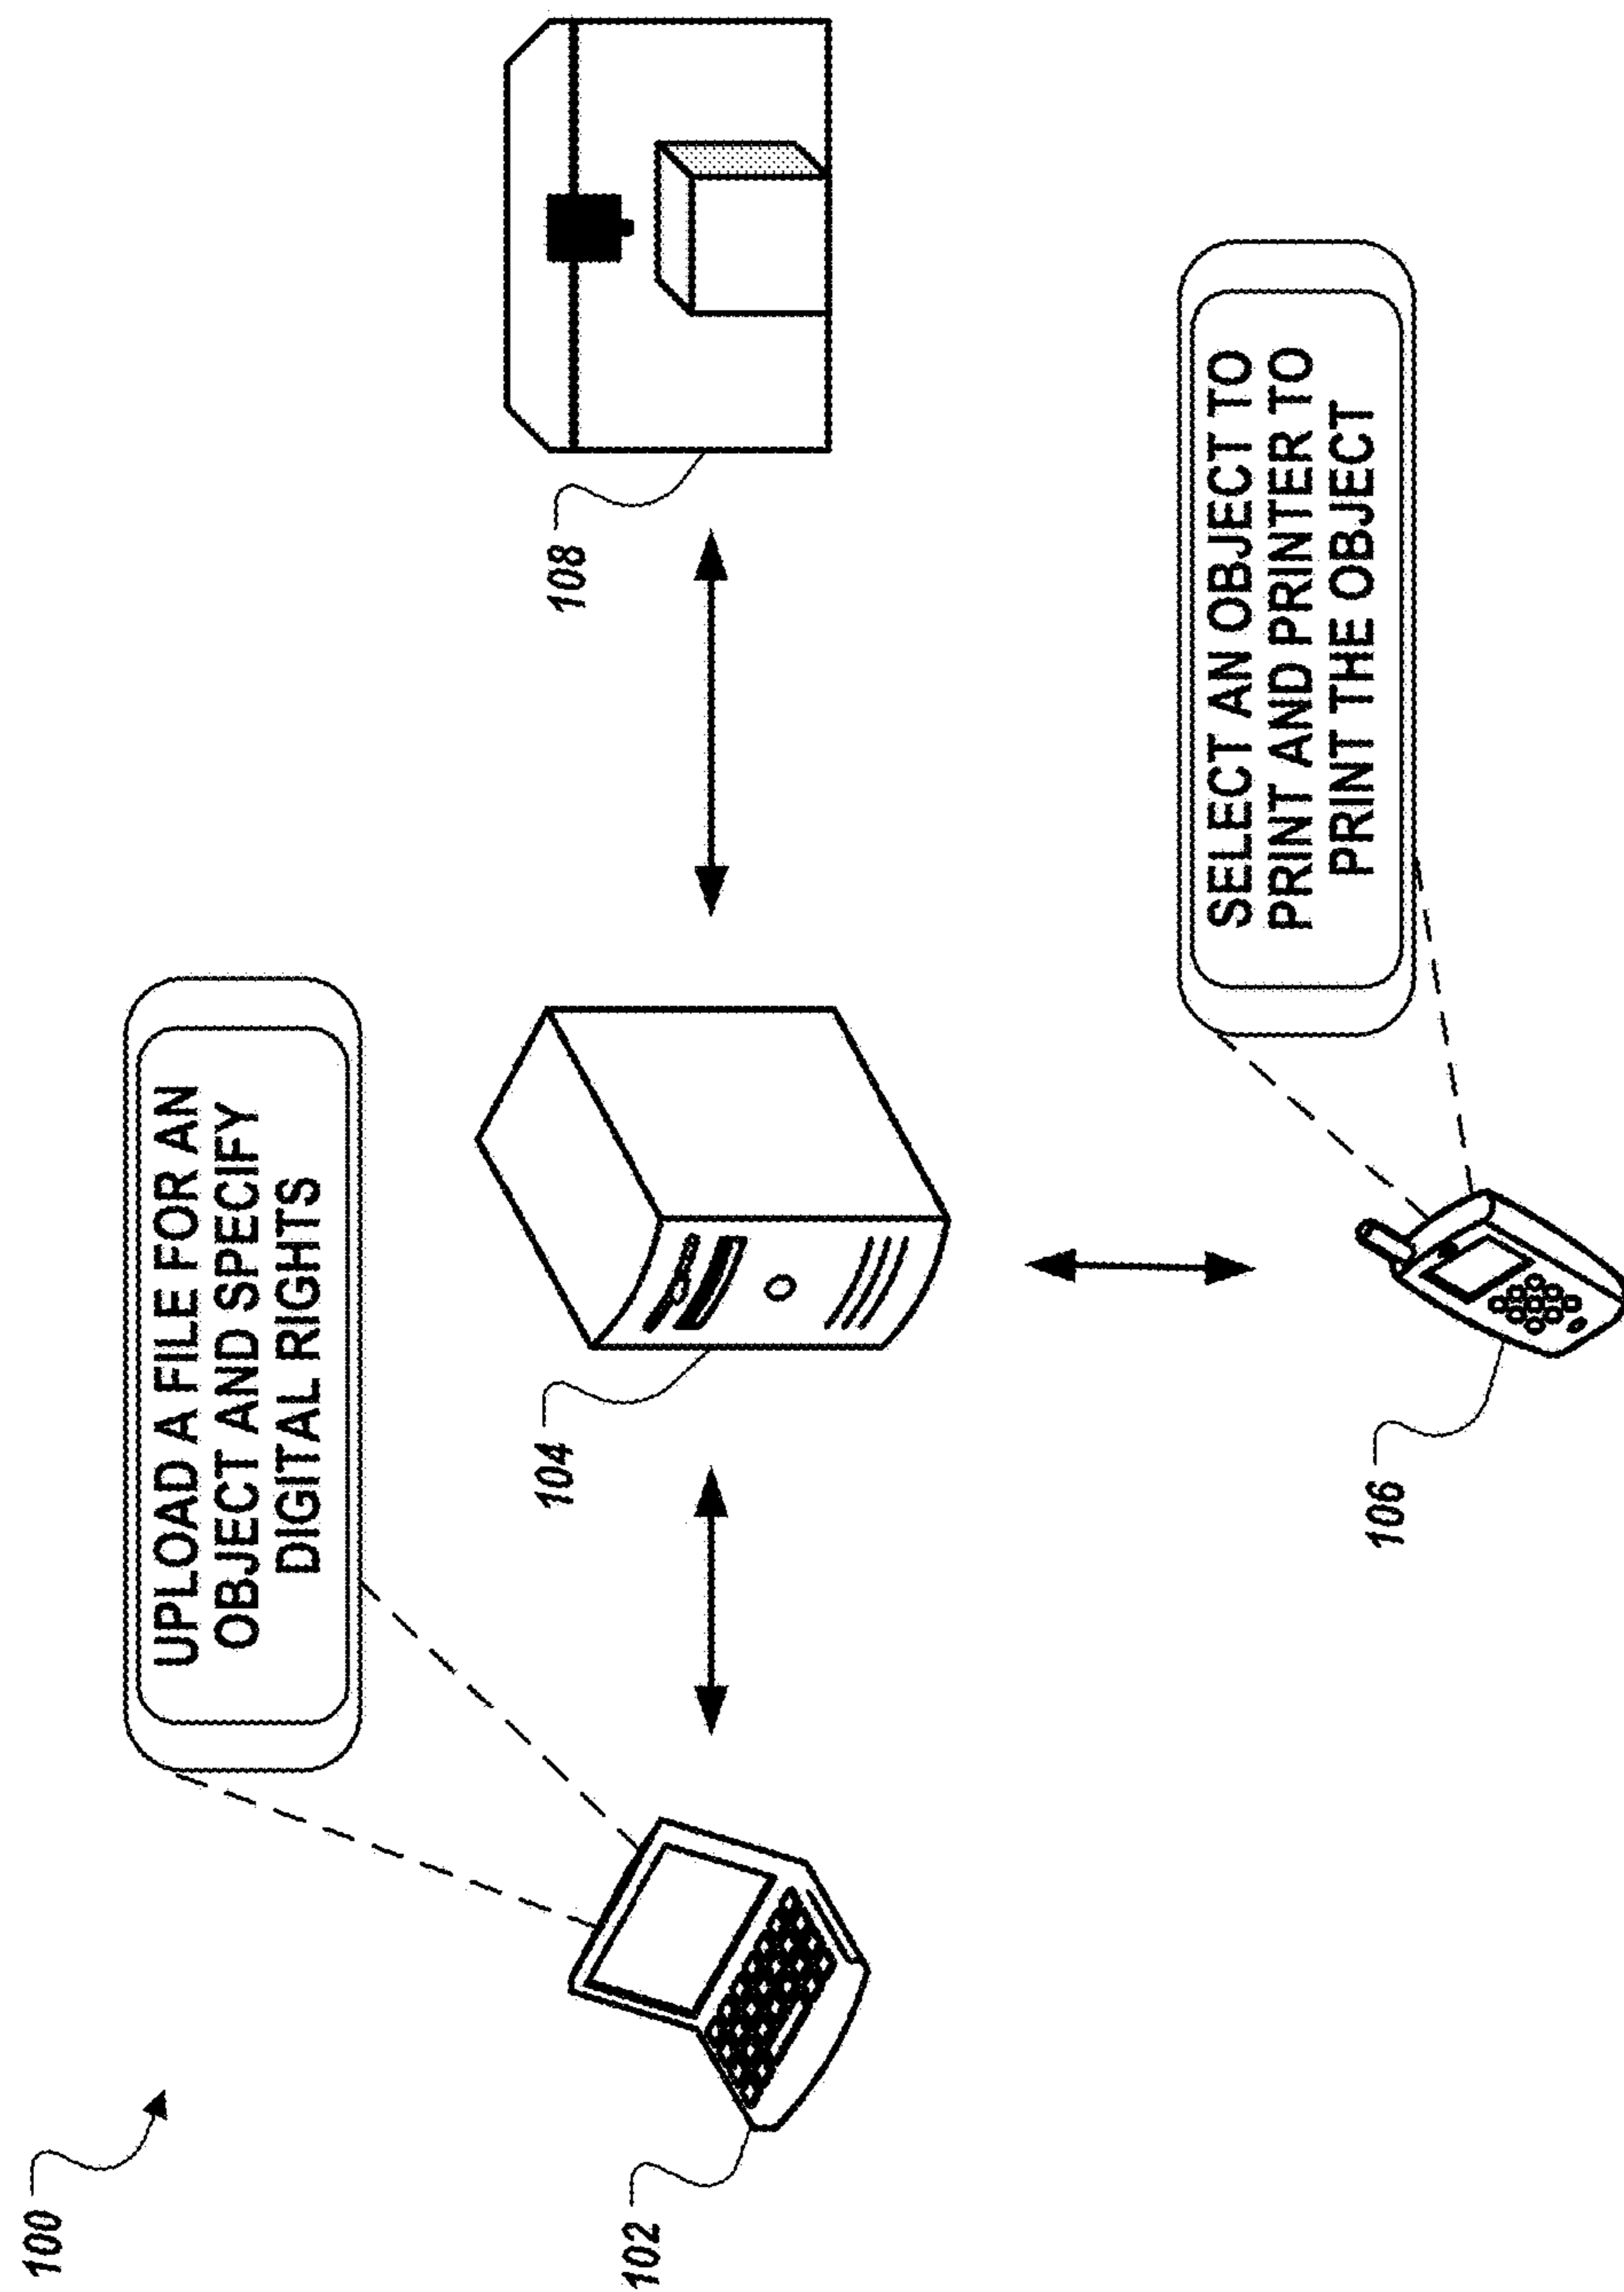 100
UPLOAD A FILE FOR AN
OBJECT AND SPECIFY
DIGITAL RIGHTS
102
104
108
106
SELECT AN OBJECT TO
PRINT AND PRINTER TO
PRINT THE OBJECT